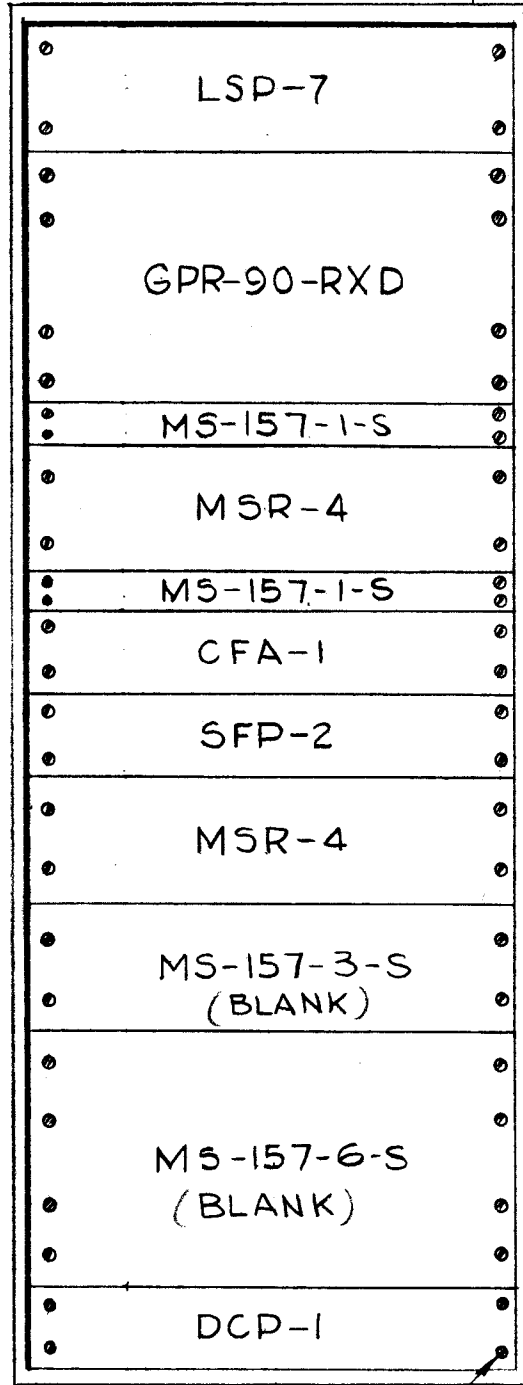 LSP-7
GPR-90-RXD
MS-157-1-S
MSR-4
MS-157-1-S
CFA-1
SFP-2
MSR-4
MS-157-3-S
(BLANK)
MS-157-6-S
(BLANK)
DCP-1